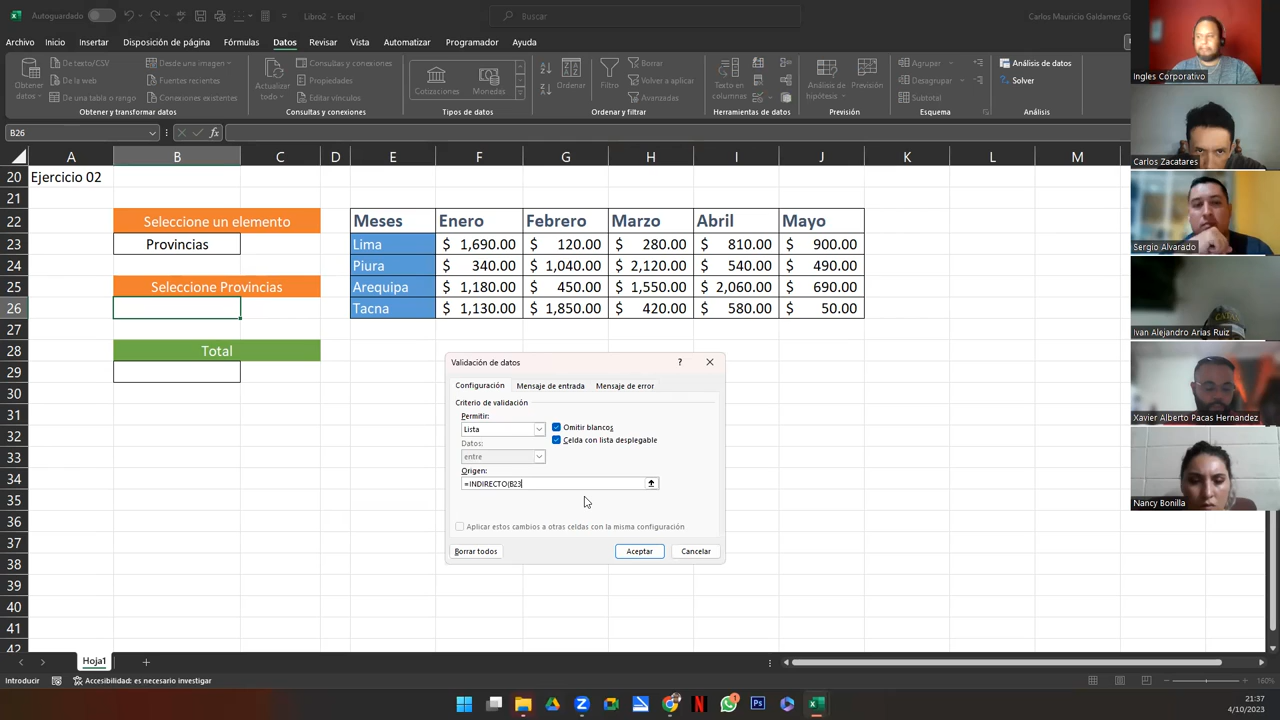 Autoguardado
Libro2 - Excel
Buscar
Carlos Mauricio Galdamez G
Archivo Inicio Insertar Disposición de página Fórmulas Datos Revisar Vista Automatizar Programador Ayuda
Obtener datos
De texto/CSV
De la web
De una tabla o rango
Desde una imagen
Fuentes recientes
Conexiones existentes
Obtener y transformar datos
Actualizar todo
Consultas y conexiones
Propiedades
Editar vínculos
Consultas y conexiones
Cotizaciones
Monedas
Tipos de datos
Ordenar
Filtro
Borrar
Volver a aplicar
Avanzadas
Ordenar y filtrar
Texto en columnas
Herramientas de datos
Análisis de hipótesis
Previsión
Previsión
Agrupar
Desagrupar
Subtotal
Esquema
Análisis de datos
Solver
Análisis
B26
fx
A B C D E F G H I J K L M
20 Ejercicio 02
21
22 Seleccione un elemento Meses Enero Febrero Marzo Abril Mayo
23 Provincias Lima $ 1,690.00 $ 120.00 $ 280.00 $ 810.00 $ 900.00
24 Piura $ 340.00 $ 1,040.00 $ 2,120.00 $ 540.00 $ 490.00
25 Seleccione Provincias Arequipa $ 1,180.00 $ 450.00 $ 1,550.00 $ 2,060.00 $ 690.00
26 Tacna $ 1,130.00 $ 1,850.00 $ 420.00 $ 580.00 $ 50.00
27
28 Total
29
30
31
32
33
34
35
36
37
38
39
40
41
42
Validación de datos
?
Configuración Mensaje de entrada Mensaje de error
Criterio de validación
Permitir:
Lista
Omitir blancos
Celda con lista desplegable
Datos:
entre
Origen:
=INDIRECTO(B23
Aplicar estos cambios a otras celdas con la misma configuración
Borrar todos Aceptar Cancelar
Ingles Corporativo
Carlos Zacatares
Sergio Alvarado
Ivan Alejandro Arias Ruiz
Xavier Alberto Pacas Hernandez
Nancy Bonilla
Hoja1
Introducir
Accesibilidad: es necesario investigar
160%
21:37
4/10/2023